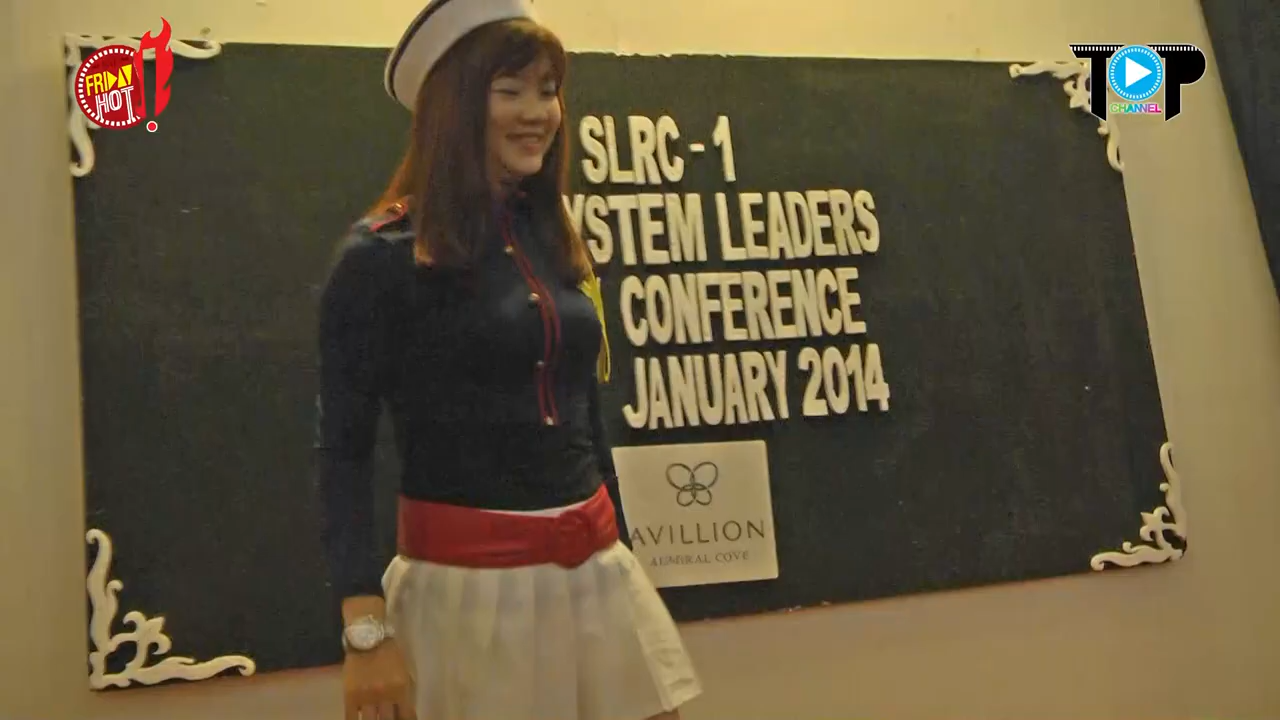 FRIDAY
HOT
TOP
CHANNEL
SLRC - 1
YSTEM LEADERS
CONFERENCE
JANUARY 2014
AVILLION
ADMIRAL COVE